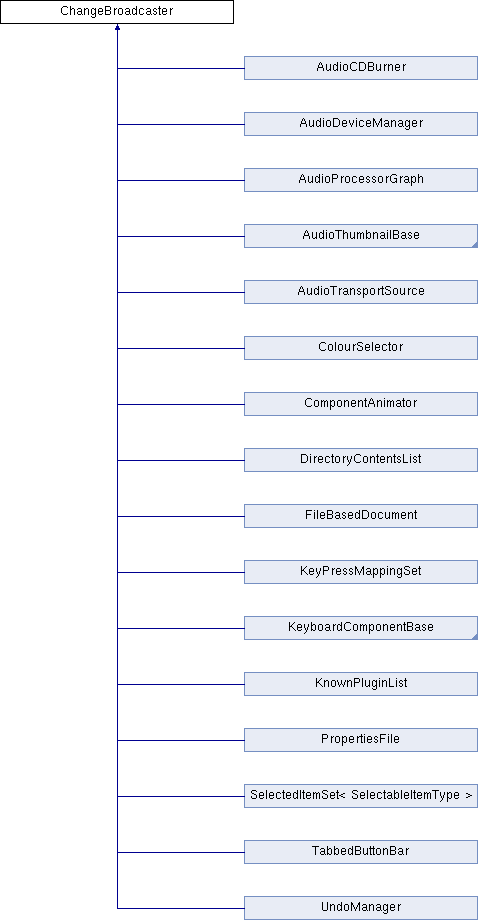 ChangeBroadcaster
AudioCDBurner
AudioDeviceManager
AudioProcessorGraph
AudioThumbnailBase
AudioTransportSource
ColourSelector
ComponentAnimator
DirectoryContentsList
FileBasedDocument
KeyPressMappingSet
KeyboardComponentBase
KnownPluginList
PropertiesFile
SelectedItemSet< SelectableItemType >
TabbedButtonBar
UndoManager